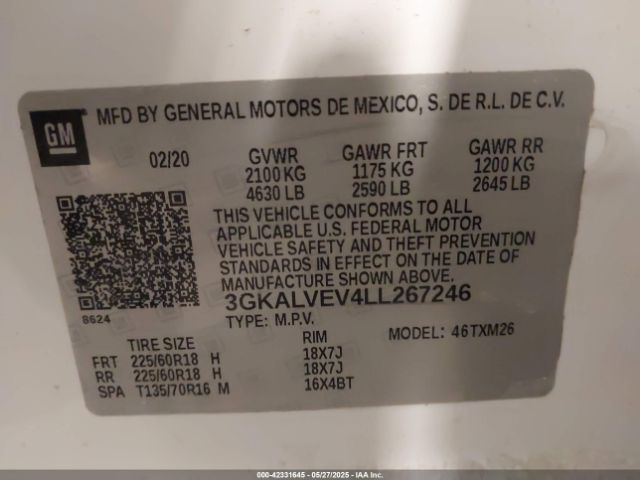 GM
MFD BY GENERAL MOTORS DE MEXICO, S. DE R.L. DE C.V.
02/20 GVWR GAWR FRT GAWR RR
2100 KG 1175 KG 1200 KG
4630 LB 2590 LB 2645 LB
THIS VEHICLE CONFORMS TO ALL
APPLICABLE U.S. FEDERAL MOTOR
VEHICLE SAFETY AND THEFT PREVENTION
STANDARDS IN EFFECT ON THE DATE OF
MANUFACTURE SHOWN ABOVE.
8624 3GKALVEV4LL267246
TYPE: M.P.V. MODEL: 46TXM26
TIRE SIZE RIM
FRT 225/60R18 H 18X7J
RR 225/60R18 H 18X7J
SPA T135/70R16 M 16X4BT
000-42331645 - 05/27/2025 - IAAI.COM